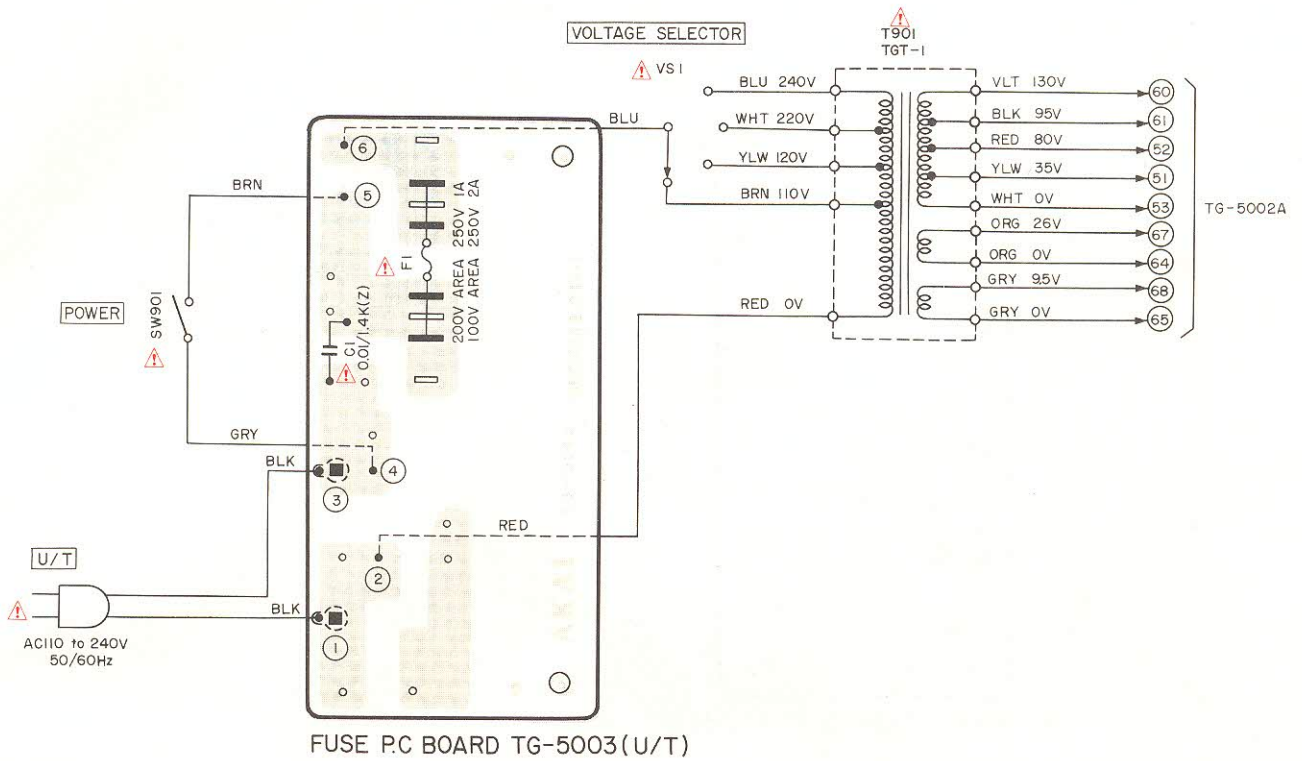 VOLTAGE SELECTOR
VS1
T901
TGT-1
BLU 240V
WHT 220V
YLW 120V
BRN 110V
RED 0V
VLT 130V
BLK 95V
RED 80V
YLW 35V
WHT 0V
ORG 26V
ORG 0V
GRY 9.5V
GRY 0V
60
61
52
51
53
67
64
68
65
TG-5002A
BLU
6
BRN
5
F1
200V AREA 250V 1A
100V AREA 250V 2A
POWER
SW901
C1
0.01/1.4K(Z)
GRY
4
BLK
3
RED
2
U/T
BLK
1
AC110 to 240V
50/60Hz
FUSE P.C BOARD TG-5003(U/T)